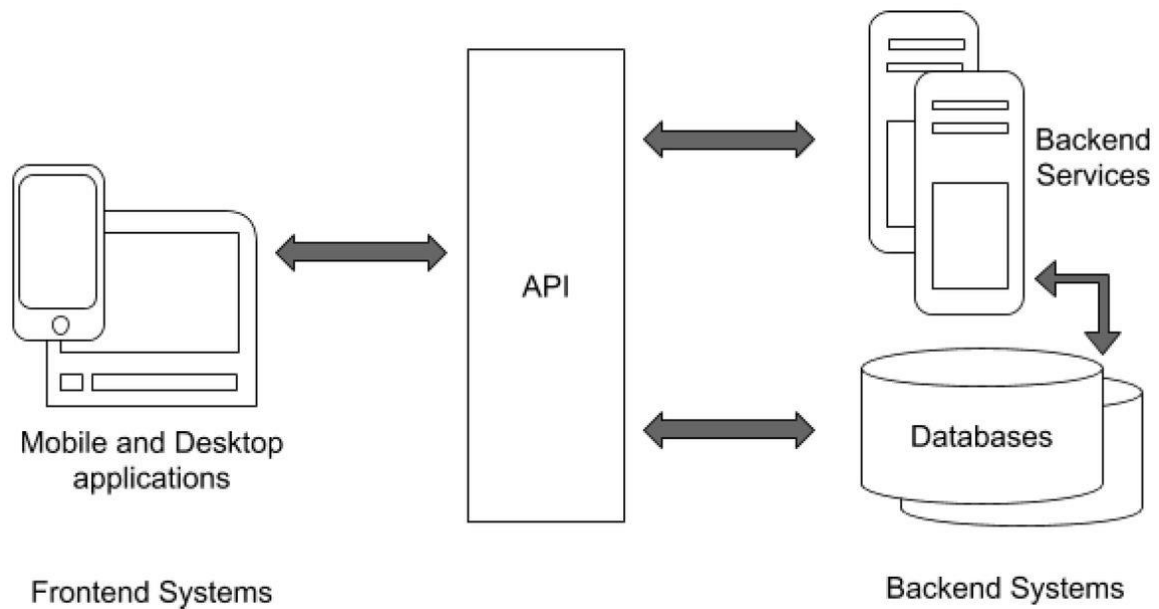 Backend
Services
API
Mobile and Desktop
applications
Databases
Frontend Systems
Backend Systems